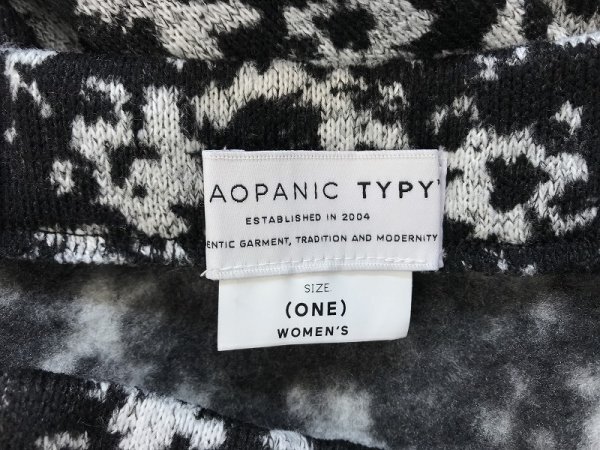 AOPANIC TYPY
ESTABLISHED IN 2004
ENTIC GARMENT, TRADITION AND MODERNITY
SIZE
(ONE)
WOMEN'S